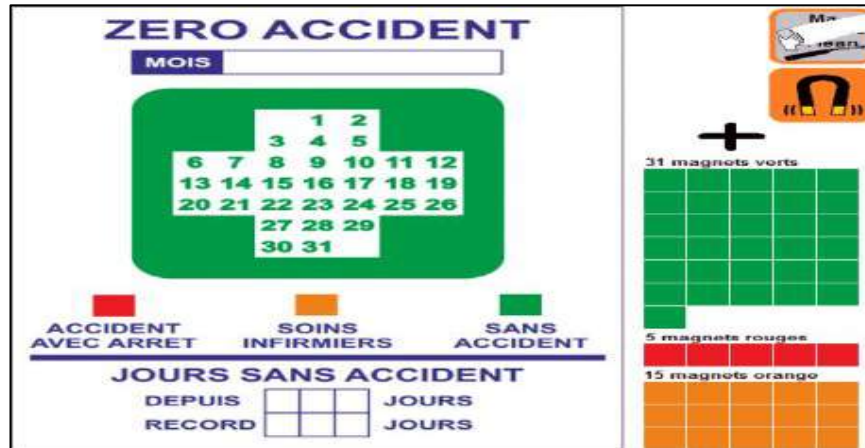 ZERO ACCIDENT
MOIS
1 2
3 4 5
6 7 8 9 10 11 12
13 14 15 16 17 18 19
20 21 22 23 24 25 26
27 28 29
30 31
ACCIDENT
AVEC ARRET
SOINS
INFIRMIERS
SANS
ACCIDENT
JOURS SANS ACCIDENT
DEPUIS JOURS
RECORD JOURS
31 magnets verts
5 magnets rouges
15 magnets orange